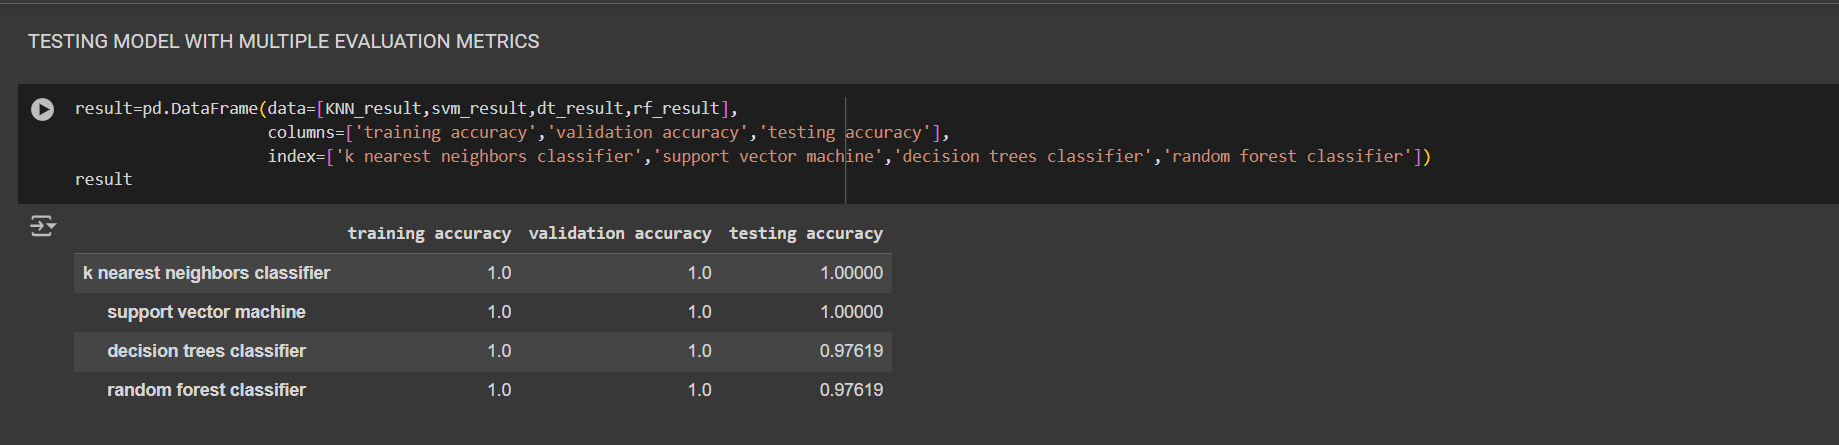 TESTING MODEL WITH MULTIPLE EVALUATION METRICS
result=pd.DataFrame(data=[KNN_result,svm_result,dt_result,rf_result],
columns=['training accuracy','validation accuracy','testing accuracy'],
index=['k nearest neighbors classifier','support vector machine','decision trees classifier','random forest classifier'])
result
training accuracy validation accuracy testing accuracy
k nearest neighbors classifier 1.0 1.0 1.00000
support vector machine 1.0 1.0 1.00000
decision trees classifier 1.0 1.0 0.97619
random forest classifier 1.0 1.0 0.97619